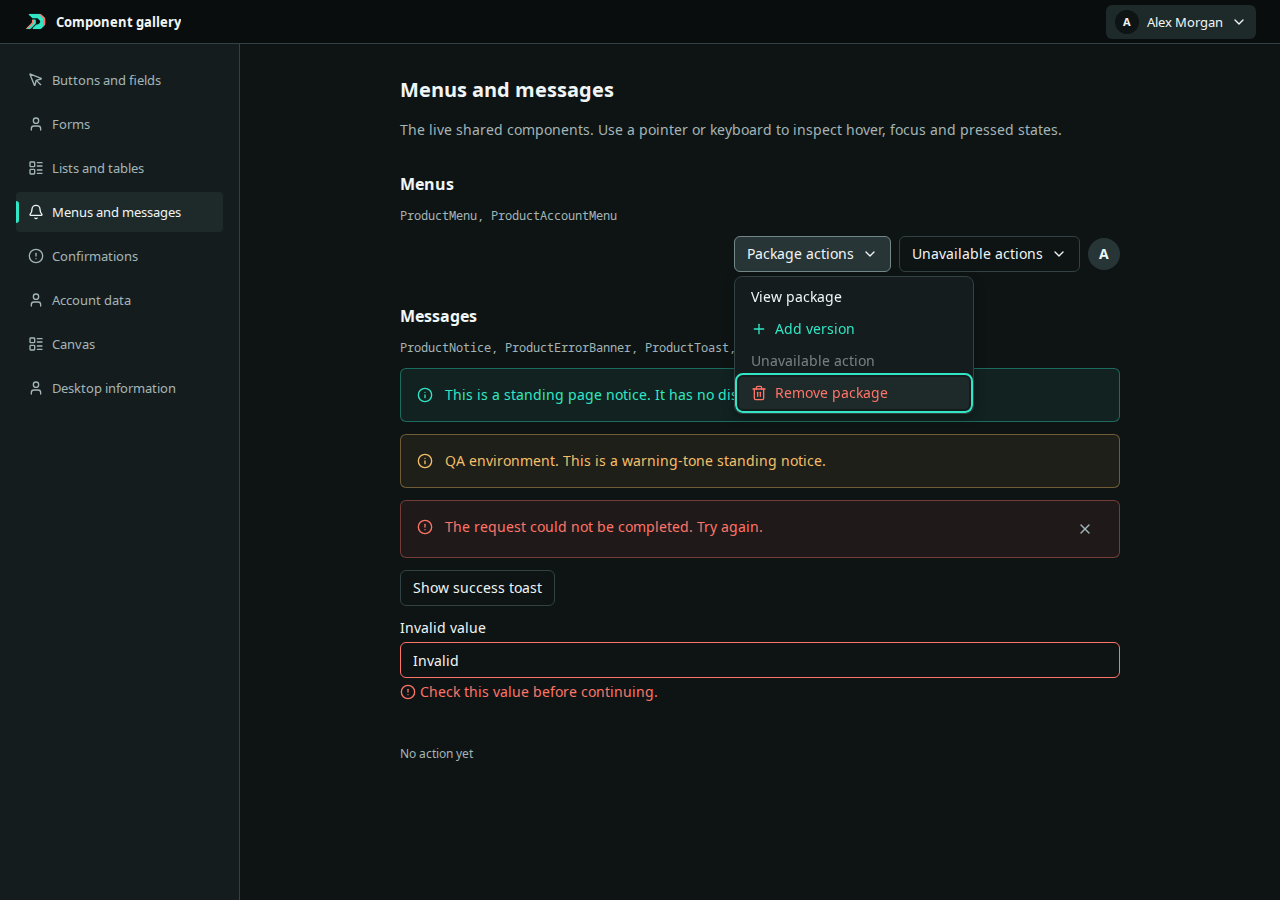 Component gallery
A Alex Morgan
Buttons and fields
Forms
Lists and tables
Menus and messages
Confirmations
Account data
Canvas
Desktop information
Menus and messages
The live shared components. Use a pointer or keyboard to inspect hover, focus and pressed states.
Menus
ProductMenu, ProductAccountMenu
Package actions
Unavailable actions
A
View package
Add version
Unavailable action
Remove package
Messages
ProductNotice, ProductErrorBanner, ProductToast,
This is a standing page notice. It has no
QA environment. This is a warning-tone standing notice.
The request could not be completed. Try again.
Show success toast
Invalid value
Invalid
Check this value before continuing.
No action yet